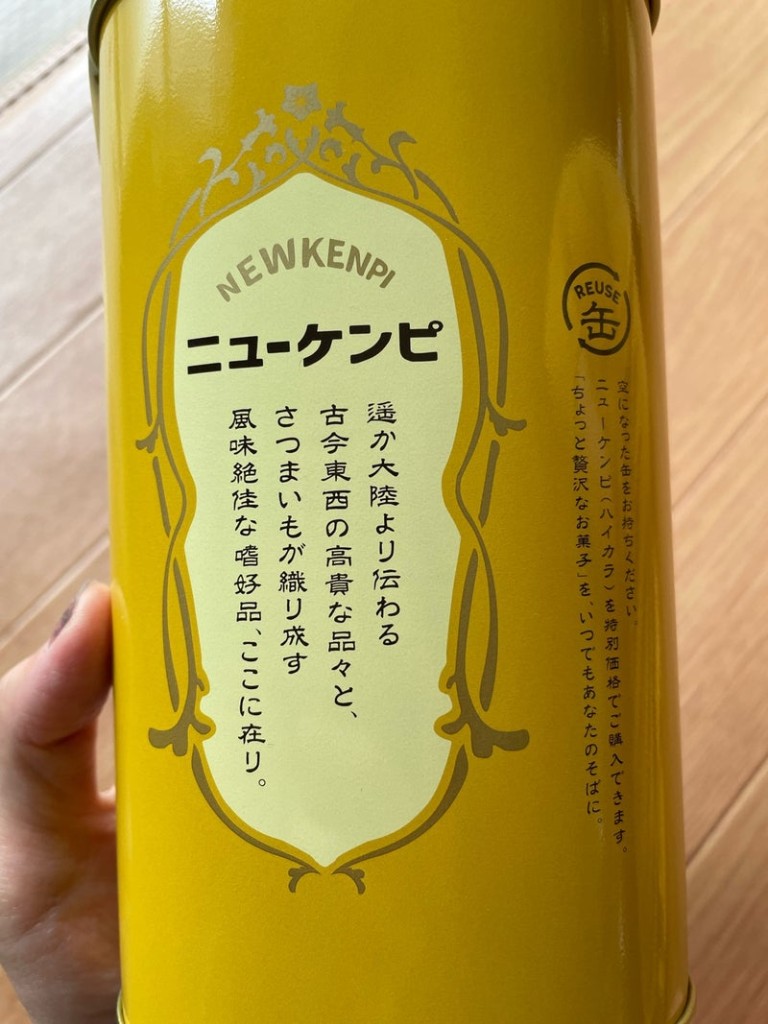 NEWKENPI
ニューケンピ
遥か大陸より伝わる
古今東西の高貴な品々と、
さつまいもが織り成す
風味絶佳な嗜好品、ここに在り。
REUSE
缶
空になった缶をお持ちください。
ニューケンピ(ハイカラ)を特別価格でご購入できます。
「ちょっと贅沢なお菓子」を、いつでもあなたのそばに。